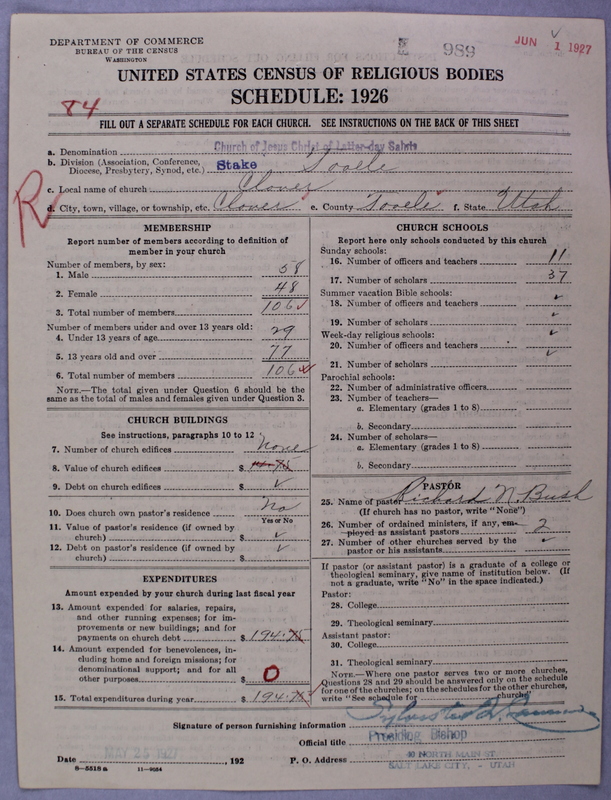 DEPARTMENT OF COMMERCE
BUREAU OF THE CENSUS
WASHINGTON
E 989
JUN 1 1927
UNITED STATES CENSUS OF RELIGIOUS BODIES
SCHEDULE: 1926
84
FILL OUT A SEPARATE SCHEDULE FOR EACH CHURCH. SEE INSTRUCTIONS ON THE BACK OF THIS SHEET
R
a. Denomination Church of Jesus Christ of Latter-day Saints
b. Division (Association, Conference, Diocese, Presbytery, Synod, etc.) Stake Tooele
c. Local name of church Clover
d. City, town, village, or township, etc. Clover e. County Tooele f. State Utah
MEMBERSHIP
Report number of members according to definition of
member in your church
Number of members, by sex:
1. Male 58
2. Female 48
3. Total number of members 106
Number of members under and over 13 years old:
4. Under 13 years of age 29
5. 13 years old and over 77
6. Total number of members 106
NOTE.—The total given under Question 6 should be
same as the total of males and females given under Question 3.
CHURCH BUILDINGS
See instructions, paragraphs 10 to 12
7. Number of church edifices None
8. Value of church edifices $
9. Debt on church edifices $ ✓
10. Does church own pastor's residence No
Yes or No
11. Value of pastor's residence (if owned by
church) $ ✓
12. Debt on pastor's residence (if owned by
church) $ ✓
EXPENDITURES
Amount expended by your church during last fiscal year
13. Amount expended for salaries, repairs,
and other running expenses; for im-
provements or new buildings; and for
payments on church debt $ 194.71
14. Amount expended for benevolences, in-
cluding home and foreign missions; for
denominational support; and for all
other purposes $ 0
15. Total expenditures during year $ 194.71
CHURCH SCHOOLS
Report here only schools conducted by this church
Sunday schools:
16. Number of officers and teachers 11
17. Number of scholars 37
Summer vacation Bible schools:
18. Number of officers and teachers ✓
19. Number of scholars ✓
Week-day religious schools: ✓
20. Number of officers and teachers
21. Number of scholars ✓
Parochial schools:
22. Number of administrative officers
23. Number of teachers—
a. Elementary (grades 1 to 8)
b. Secondary
24. Number of scholars—
a. Elementary (grades 1 to 8)
b. Secondary
PASTOR
25. Name of pastor Richard N. Bush
(If church has no pastor, write "None")
26. Number of ordained ministers, if any, em-
ployed as assistant pastors 2
27. Number of other churches served by the
pastor or his assistants ✓
If pastor (or assistant pastor) is a graduate of a college or
theological seminary, give name of institution below. (If
not a graduate, write "No" in the space indicated.)
Pastor:
28. College
29. Theological seminary
Assistant pastor:
30. College
31. Theological seminary
NOTE.—Where one pastor serves two or more churches,
Questions 28 and 29 should be answered only on the schedule
for one of the churches; on the schedules for the other churches,
write "See schedule for church."
Signature of person furnishing information Sylvester Q. Cannon
Official title Presiding Bishop
Date MAY 25 1927, 192 P. O. Address 40 NORTH MAIN ST.
SALT LAKE CITY, - UTAH
8-5518 a 11-9024